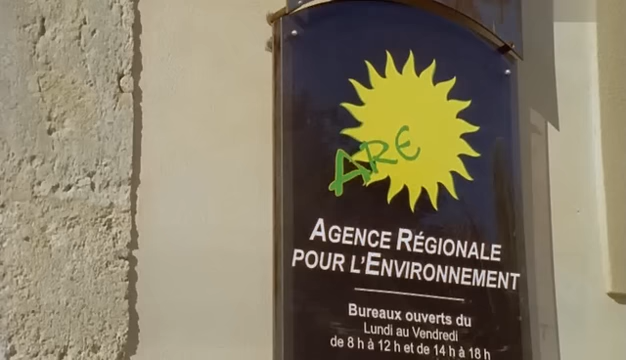 ARE
AGENCE RÉGIONALE
POUR L'ENVIRONNEMENT
Bureaux ouverts du
Lundi au Vendredi
de 8 h à 12 h et de 14 h à 18 h